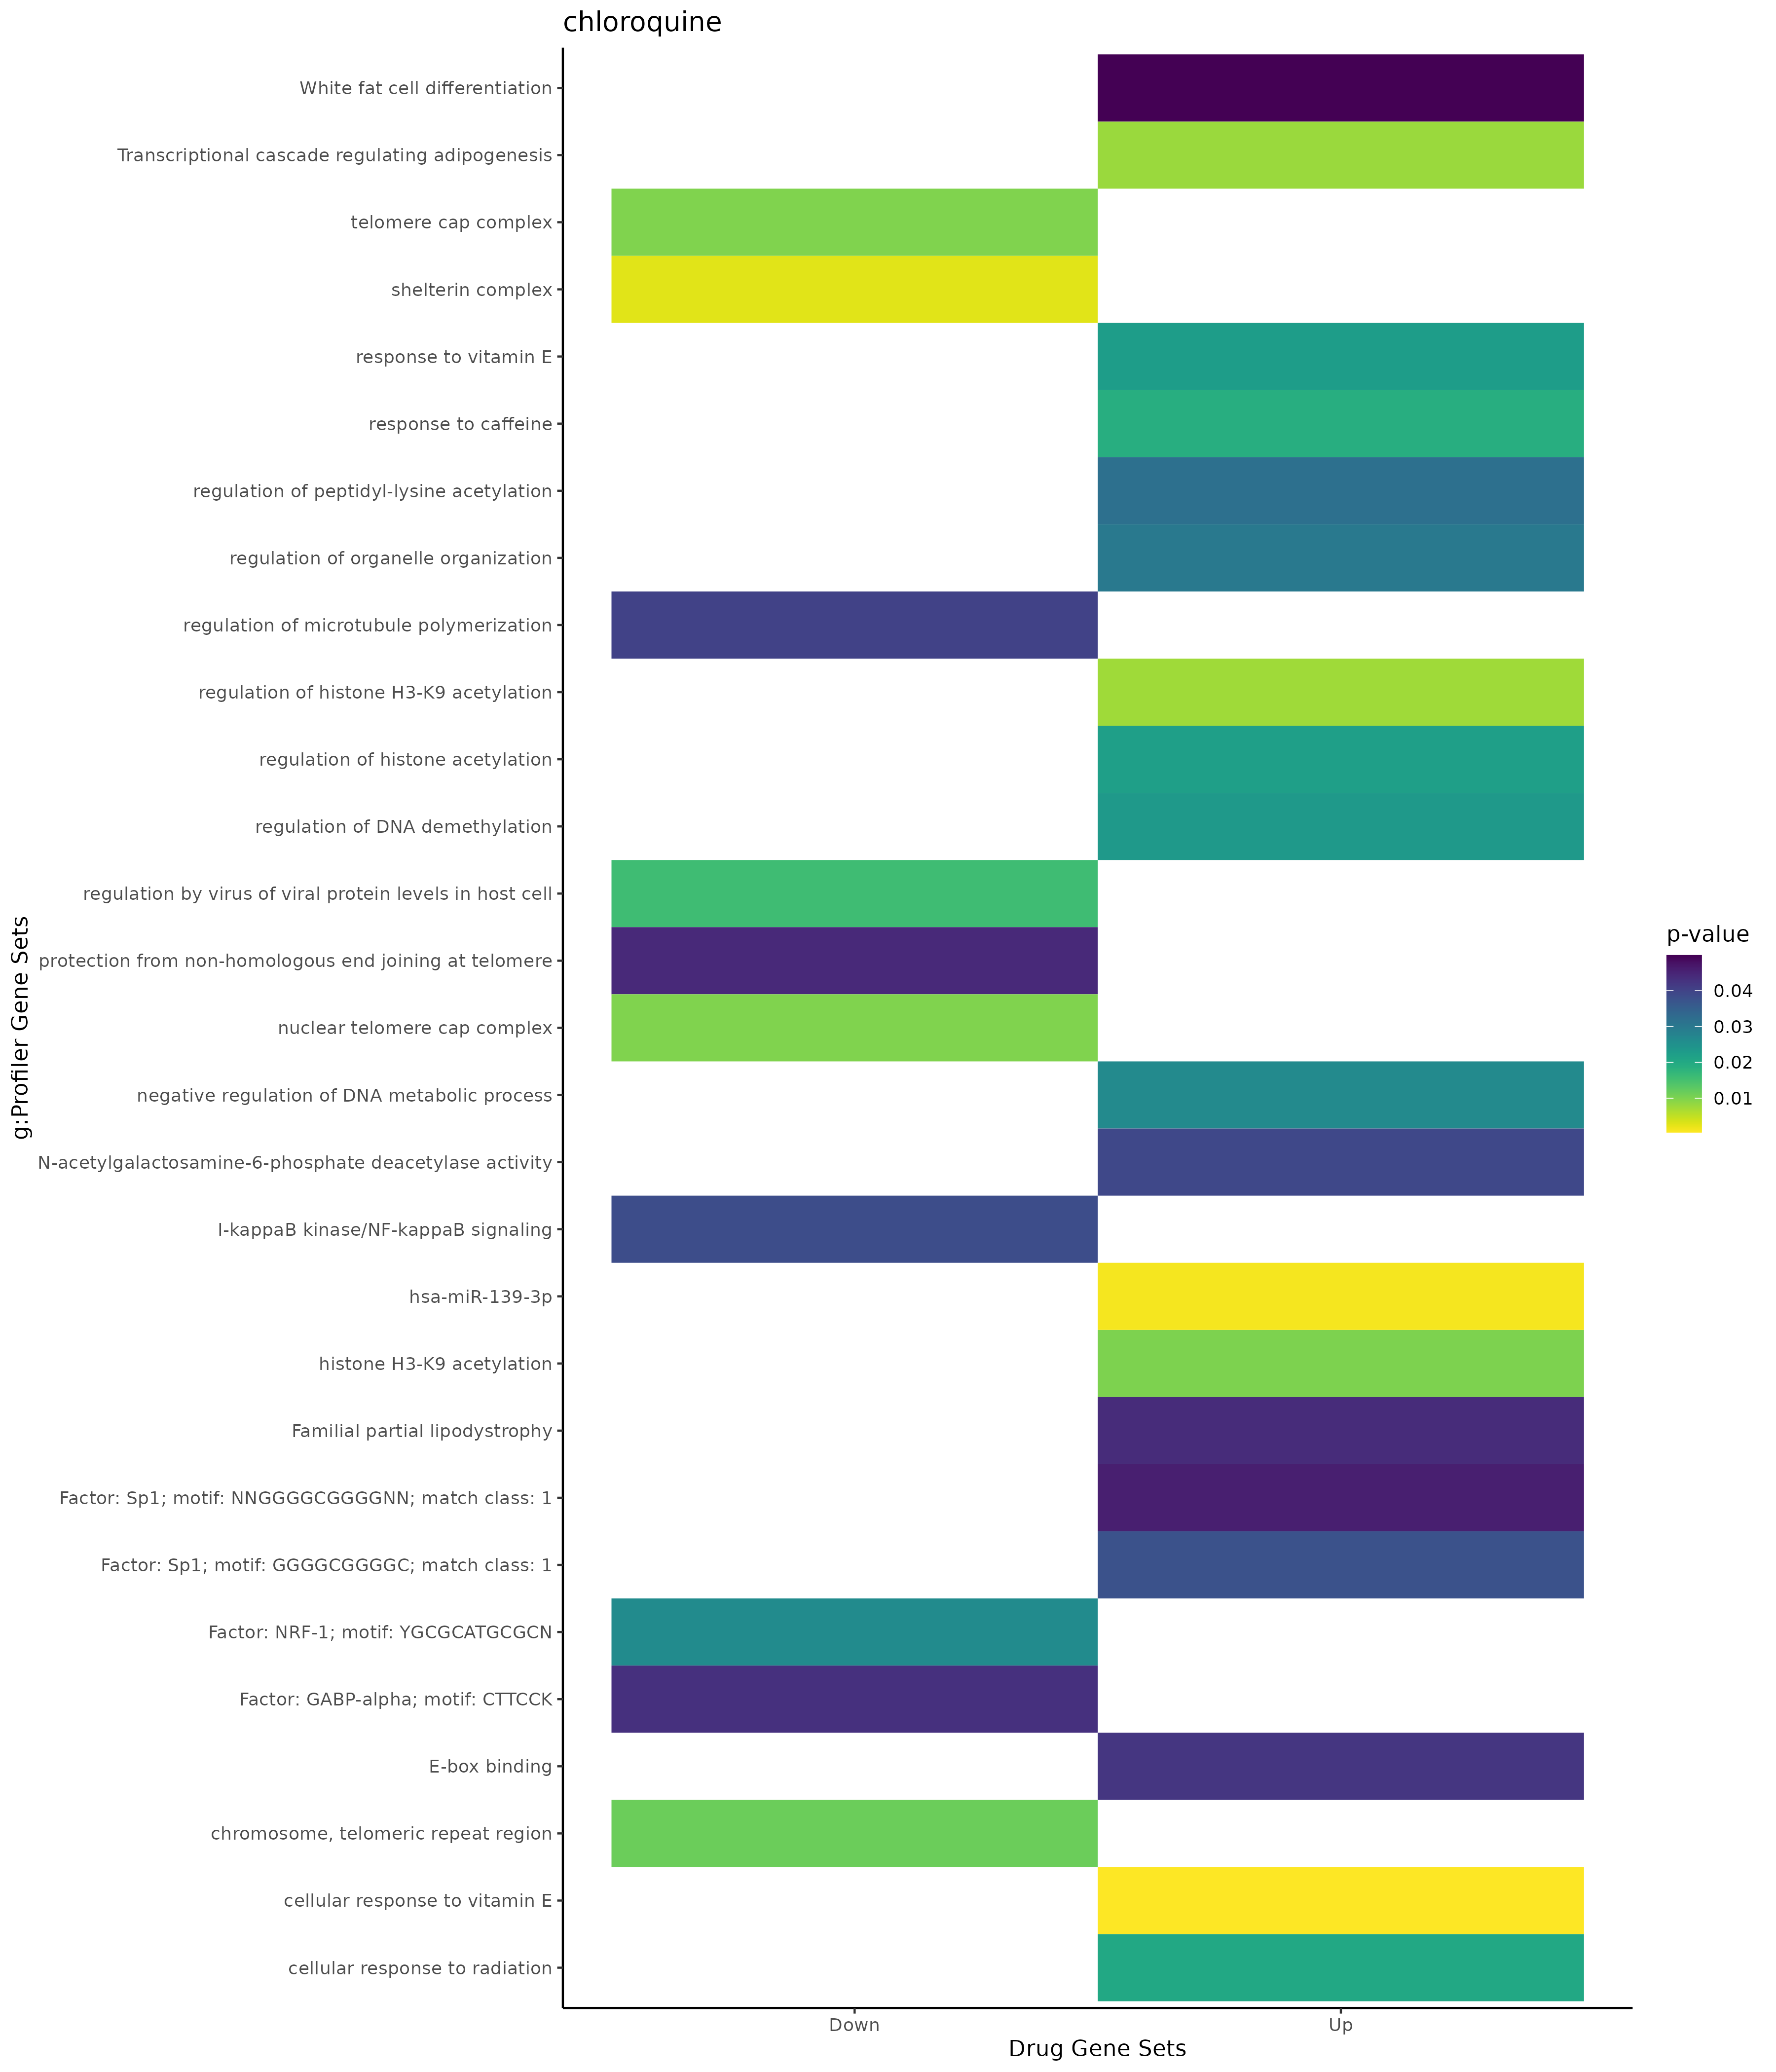 chloroquine
White fat cell differentiation
Transcriptional cascade regulating adipogenesis
telomere cap complex
shelterin complex
response to vitamin E
response to caffeine
regulation of peptidyl-lysine acetylation
regulation of organelle organization
regulation of microtubule polymerization
regulation of histone H3-K9 acetylation
regulation of histone acetylation
regulation of DNA demethylation
regulation by virus of viral protein levels in host cell
protection from non-homologous end joining at telomere
nuclear telomere cap complex
negative regulation of DNA metabolic process
N-acetylgalactosamine-6-phosphate deacetylase activity
I-kappaB kinase/NF-kappaB signaling
hsa-miR-139-3p
histone H3-K9 acetylation
Familial partial lipodystrophy
Factor: Sp1; motif: NNGGGGCGGGGNN; match class: 1
Factor: Sp1; motif: GGGGCGGGGC; match class: 1
Factor: NRF-1; motif: YGCGCATGCGCN
Factor: GABP-alpha; motif: CTTCCK
E-box binding
chromosome, telomeric repeat region
cellular response to vitamin E
cellular response to radiation
g:Profiler Gene Sets
Down
Up
Drug Gene Sets
p-value
0.04
0.03
0.02
0.01